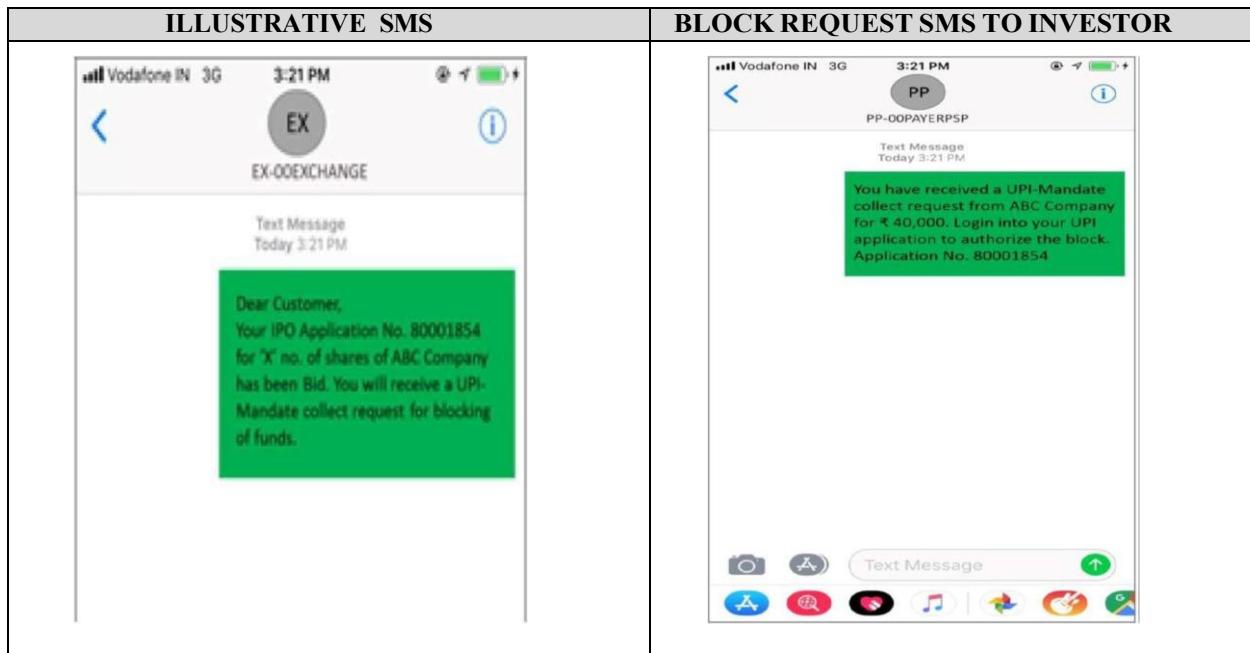 ILLUSTRATIVE SMS
BLOCK REQUEST SMS TO INVESTOR
Vodafone IN 3G 3:21 PM
EX
EX-00EXCHANGE
Text Message
Today 3:21 PM
Dear Customer,
Your IPO Application No. 80001854
for 'X' no. of shares of ABC Company
has been Bid. You will receive a UPI-
Mandate collect request for blocking
of funds.
Vodafone IN 3G 3:21 PM
PP
PP-00PAYERPSP
Text Message
Today 3:21 PM
You have received a UPI-Mandate
collect request from ABC Company
for ₹ 40,000. Login into your UPI
application to authorize the block.
Application No. 80001854
Text Message